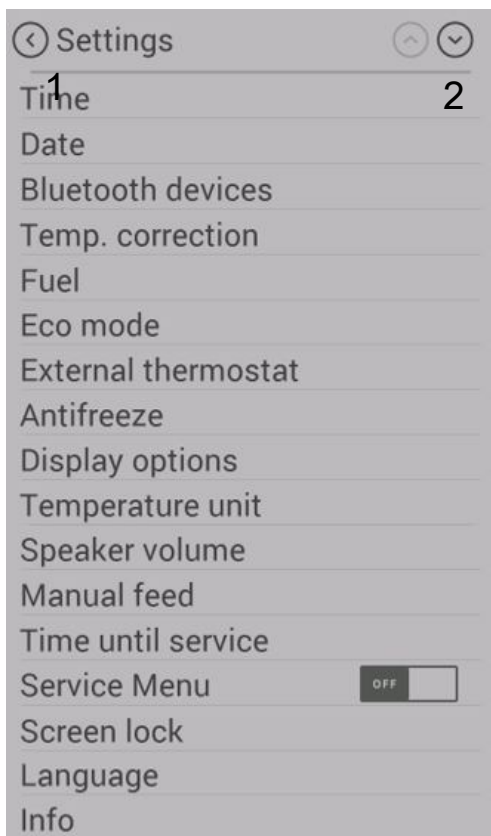 Settings
1
2
Time
Date
Bluetooth devices
Temp. correction
Fuel
Eco mode
External thermostat
Antifreeze
Display options
Temperature unit
Speaker volume
Manual feed
Time until service
Service Menu OFF
Screen lock
Language
Info